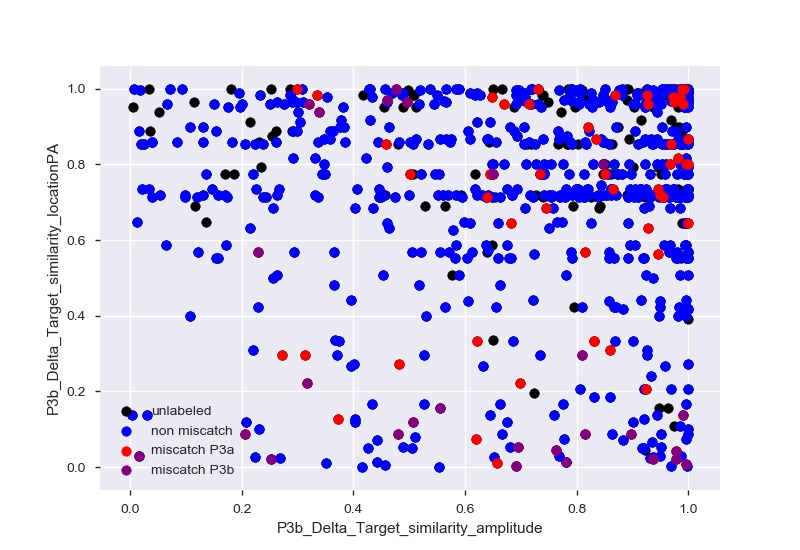 1.0
0.8
0.6
0.4
0.2
0.0
P3b_Delta_Target_similarity_locationPA
unlabeled
non miscatch
miscatch P3a
miscatch P3b
0.0 0.2 0.4 0.6 0.8 1.0
P3b_Delta_Target_similarity_amplitude